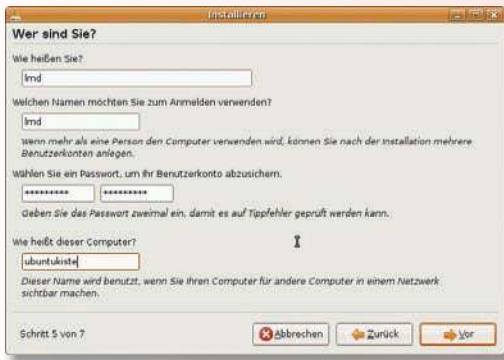 Installieren
Wer sind Sie?
Wie heißen Sie?
lmd
Welchen Namen möchten Sie zum Anmelden verwenden?
lmd
Wenn mehr als eine Person den Computer verwenden wird, können Sie nach der Installation mehrere
Benutzerkonten anlegen.
Wählen Sie ein Passwort, um Ihr Benutzerkonto abzusichern.
********* *********
Geben Sie das Passwort zweimal ein, damit es auf Tippfehler geprüft werden kann.
Wie heißt dieser Computer?
ubuntukiste
Dieser Name wird benutzt, wenn Sie Ihren Computer für andere Computer in einem Netzwerk
sichtbar machen.
Schritt 5 von 7
Abbrechen
Zurück
Vor